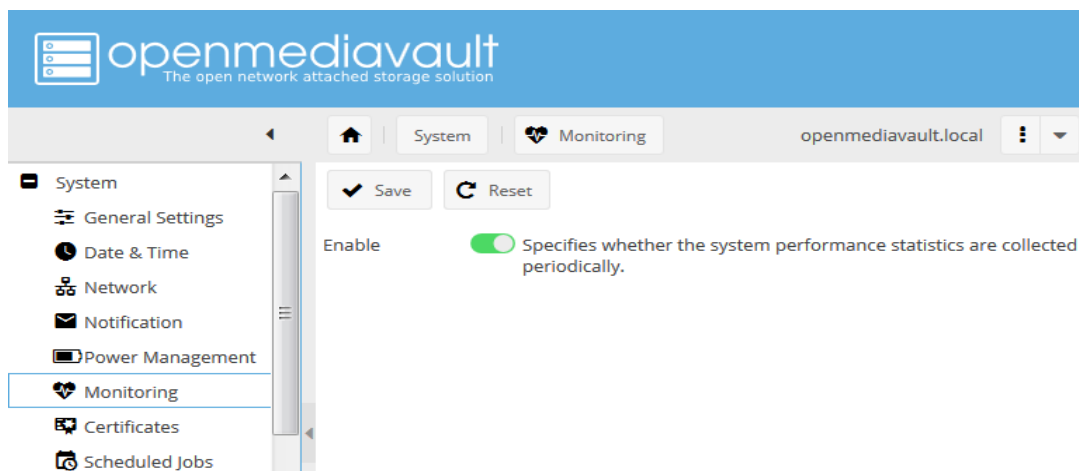 openmediavault
The open network attached storage solution
System
Monitoring
openmediavault.local
System
Save
Reset
General Settings
Enable
Specifies whether the system performance statistics are collected
periodically.
Date & Time
Network
Notification
Power Management
Monitoring
Certificates
Scheduled Jobs